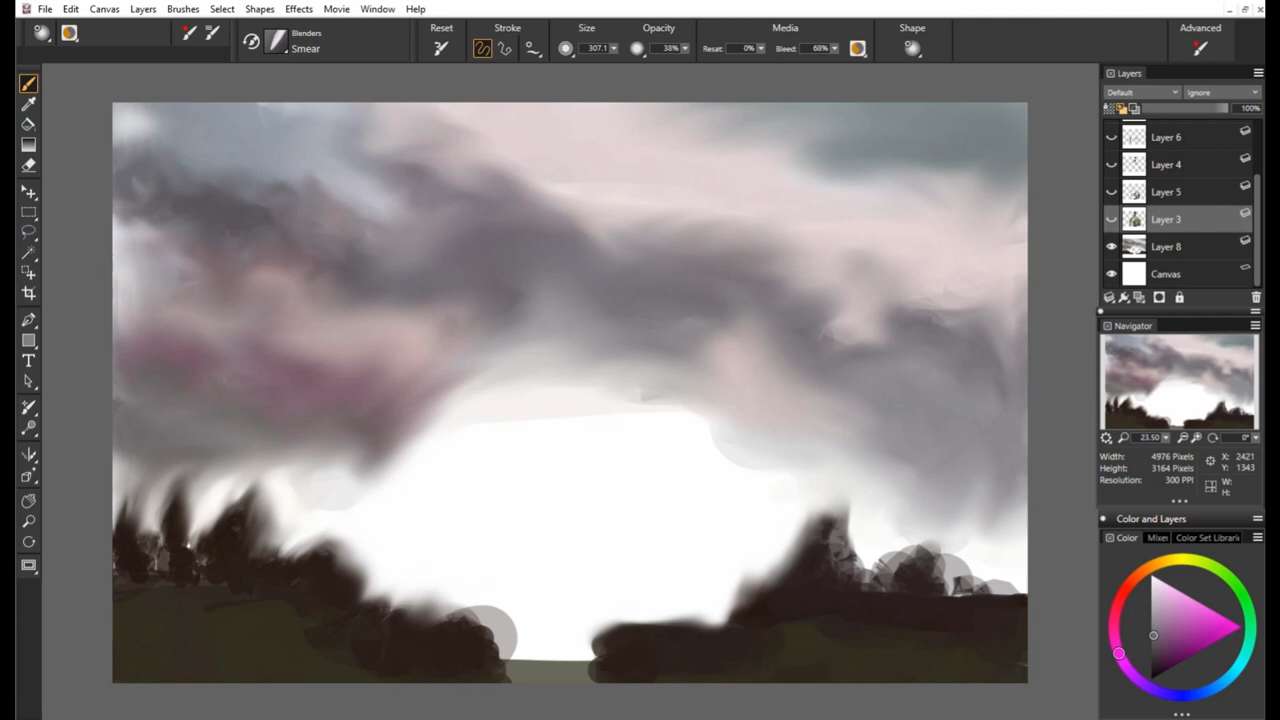 File Edit Canvas Layers Brushes Select Shapes Effects Movie Window Help
Reset Stroke Size Opacity Media Shape Advanced
Blenders
Smear
307.1 38% Resat: 0% Bleed: 68%
Layers
Default Ignore
100%
Layer 6
Layer 4
Layer 5
Layer 3
Layer 8
Canvas
Navigator
23.50 0°
Width: 4976 Pixels X: 2421
Height: 3164 Pixels Y: 1343
Resolution: 300 PPI W:
H:
Color and Layers
Color Mixer Color Set Librari